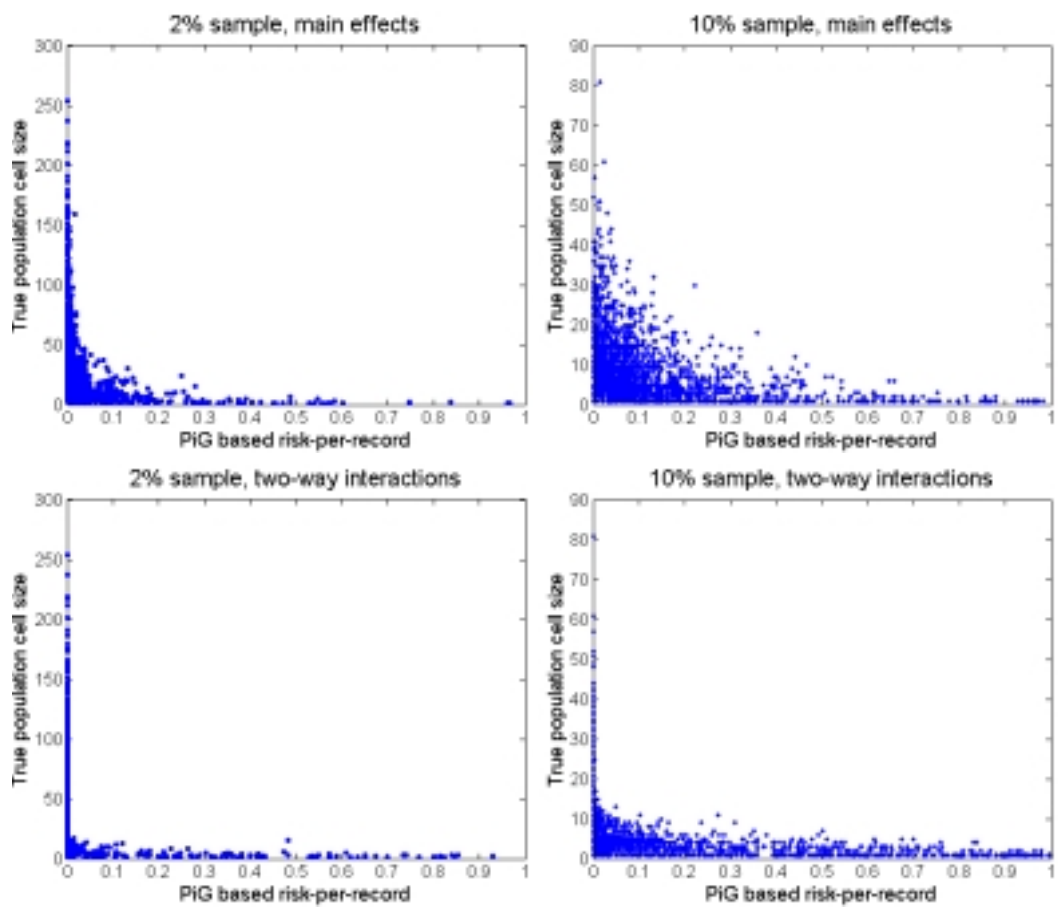 2% sample, main effects
300
250
200
150
100
50
0
True population cell size
0 0.1 0.2 0.3 0.4 0.5 0.6 0.7 0.8 0.9 1
PiG based risk-per-record
10% sample, main effects
90
80
70
60
50
40
30
20
10
0
True population cell size
0 0.1 0.2 0.3 0.4 0.5 0.6 0.7 0.8 0.9 1
PiG based risk-per-record
2% sample, two-way interactions
300
250
200
150
100
50
0
True population cell size
0 0.1 0.2 0.3 0.4 0.5 0.6 0.7 0.8 0.9 1
PiG based risk-per-record
10% sample, two-way interactions
90
80
70
60
50
40
30
20
10
0
True population cell size
0 0.1 0.2 0.3 0.4 0.5 0.6 0.7 0.8 0.9 1
PiG based risk-per-record